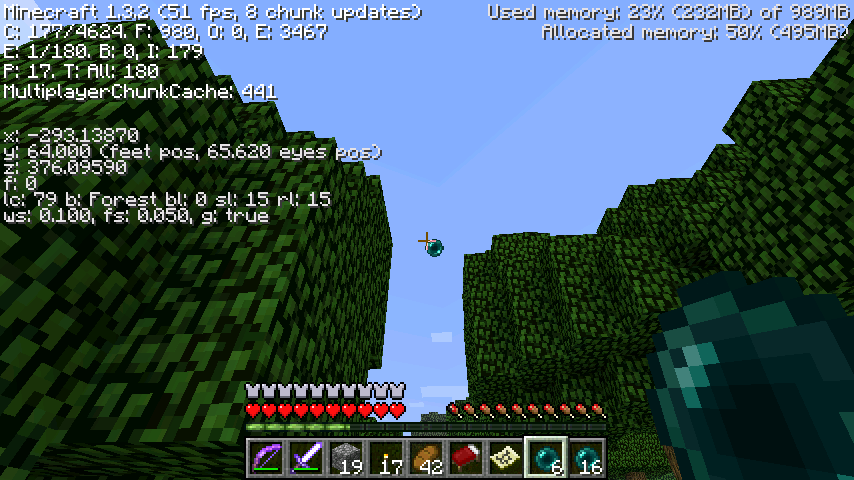 Minecraft 1.3.2 (51 fps, 8 chunk updates)
Used memory: 23% (232MB) of 989MB
C: 177/4624. F: 980, O: 0, E: 3467
Allocated memory: 50% (495MB)
E: 1/180. B: 0, I: 179
P: 17. T: All: 180
MultiplayerChunkCache: 441
x: -293.13870
y: 64.000 (feet pos, 65.620 eyes pos)
z: 376.09590
f: 0
lc: 79 b: Forest bl: 0 sl: 15 rl: 15
ws: 0.100, fs: 0.050, g: true
19 17 42 6 16